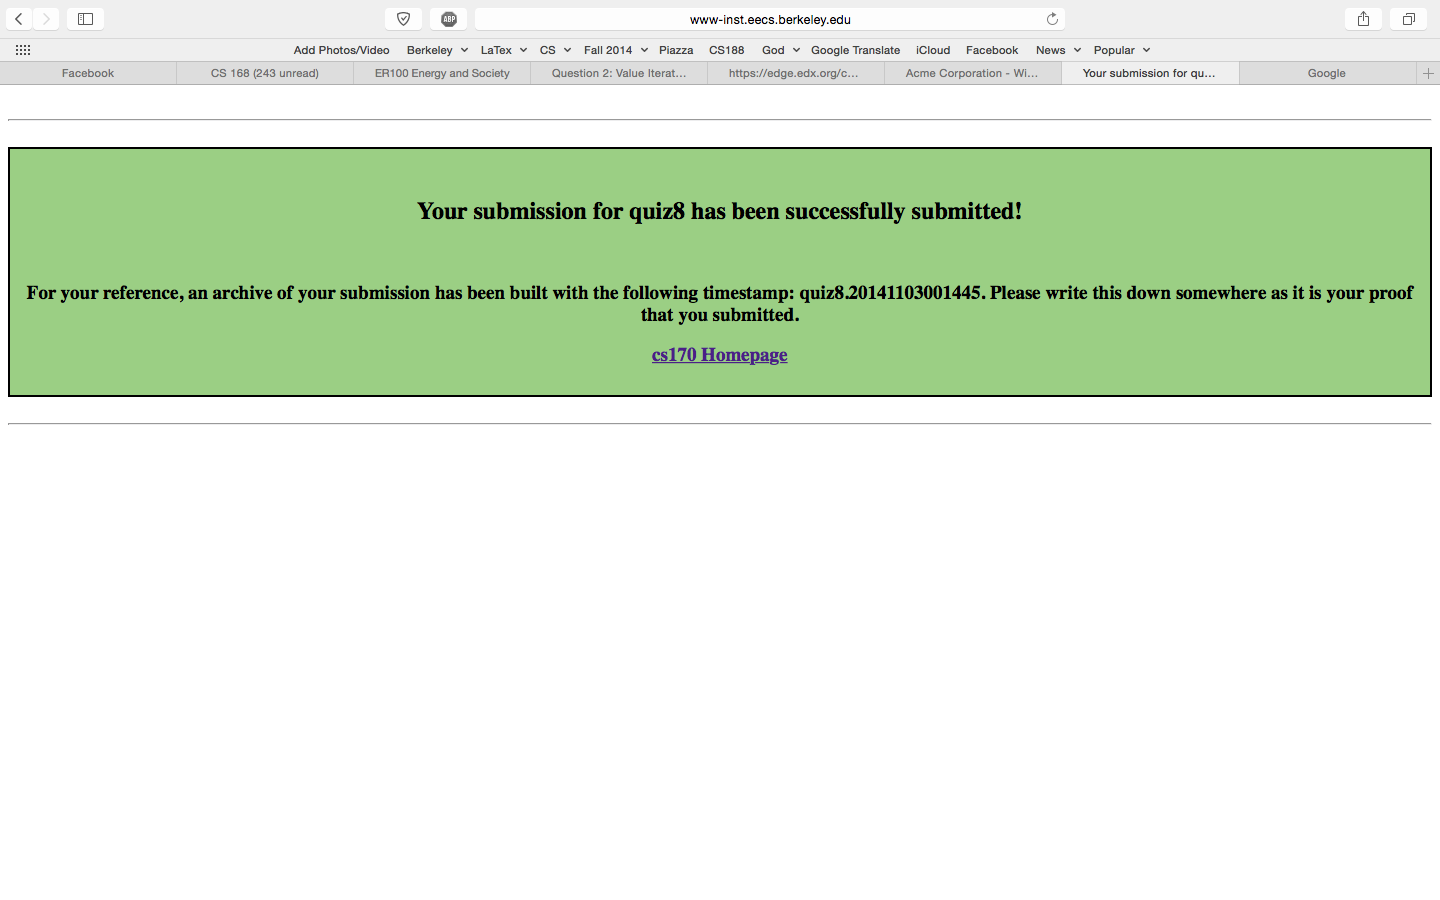 www-inst.eecs.berkeley.edu
ABP
Add Photos/Video Berkeley LaTex CS Fall 2014 Piazza CS188 God Google Translate iCloud Facebook News Popular
Facebook CS 168 (243 unread) ER100 Energy and Society Question 2: Value Iterat... https://edge.edx.org/c... Acme Corporation - Wi... Your submission for qu... Google
Your submission for quiz8 has been successfully submitted!
For your reference, an archive of your submission has been built with the following timestamp: quiz8.20141103001445. Please write this down somewhere as it is your proof
that you submitted.
cs170 Homepage